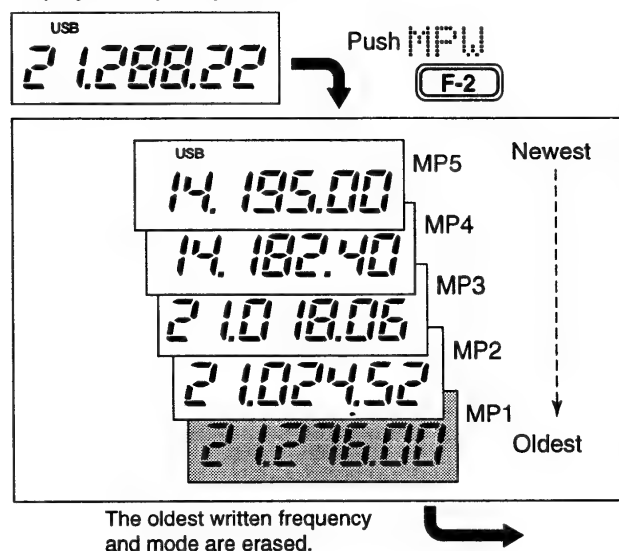 USB
21.288.22
Push MPW
F-2
USB
14.195.00
MP5
Newest
14.182.40
MP4
21.018.06
MP3
21.024.52
MP2
21.276.00
MP1
Oldest
The oldest written frequency
and mode are erased.